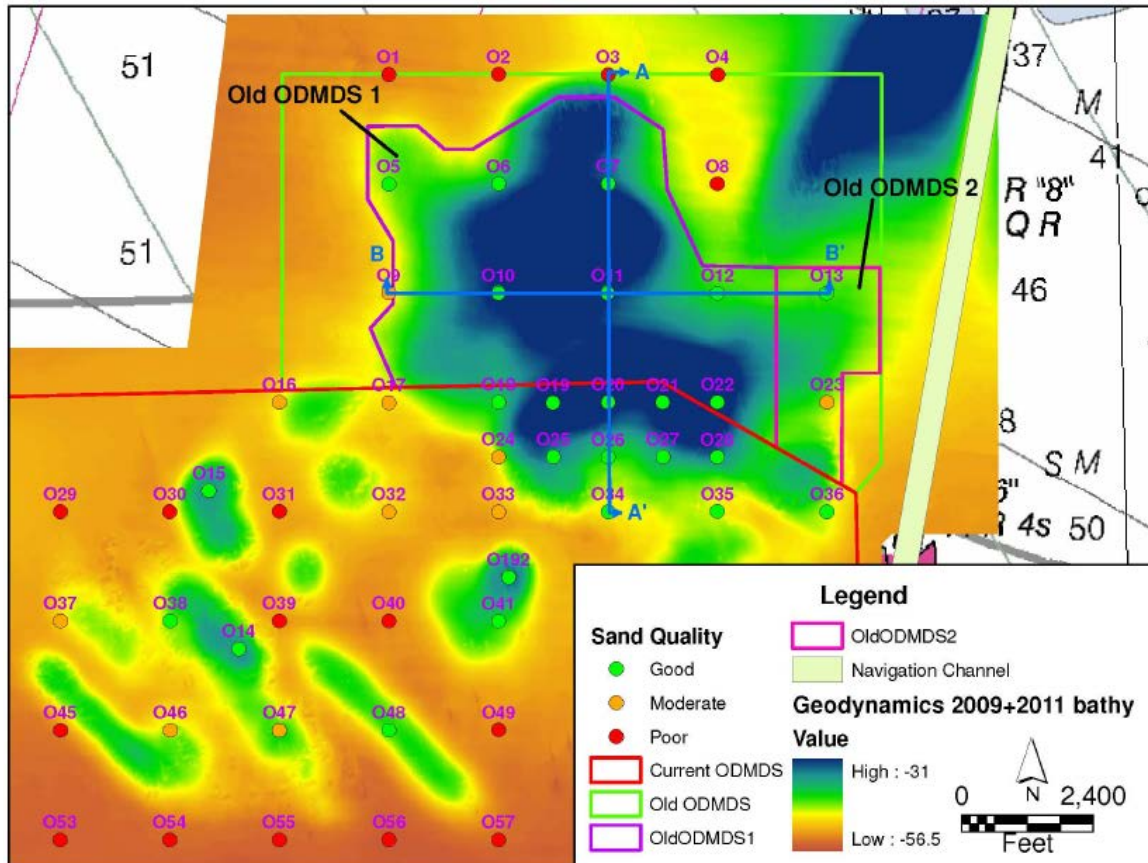 37
51
O1 O2 O3 A O4
M
Old ODMDS 1
41
O5 O6 O7 O8
Old ODMDS 2
R "8"
Q R
51
B B'
O9 O10 O11 O12 O13
46
O16 O17 O18 O19 O20 O21 O22 O23
8
O24 O25 O26 O27 O28
S M
O15
6"
O29 O30 O31 O32 O33 O34 A' O35 O36
R 4s 50
O192
O37 O38 O39 O40 O41
O14
O45 O46 O47 O48 O49
O53 O54 O55 O56 O57
Legend
Sand Quality
Good
Moderate
Poor
Current ODMDS
Old ODMDS
OldODMDS1
OldODMDS2
Navigation Channel
Geodynamics 2009+2011 bathy
Value
High : -31
Low : -56.5
N
0 2,400
Feet